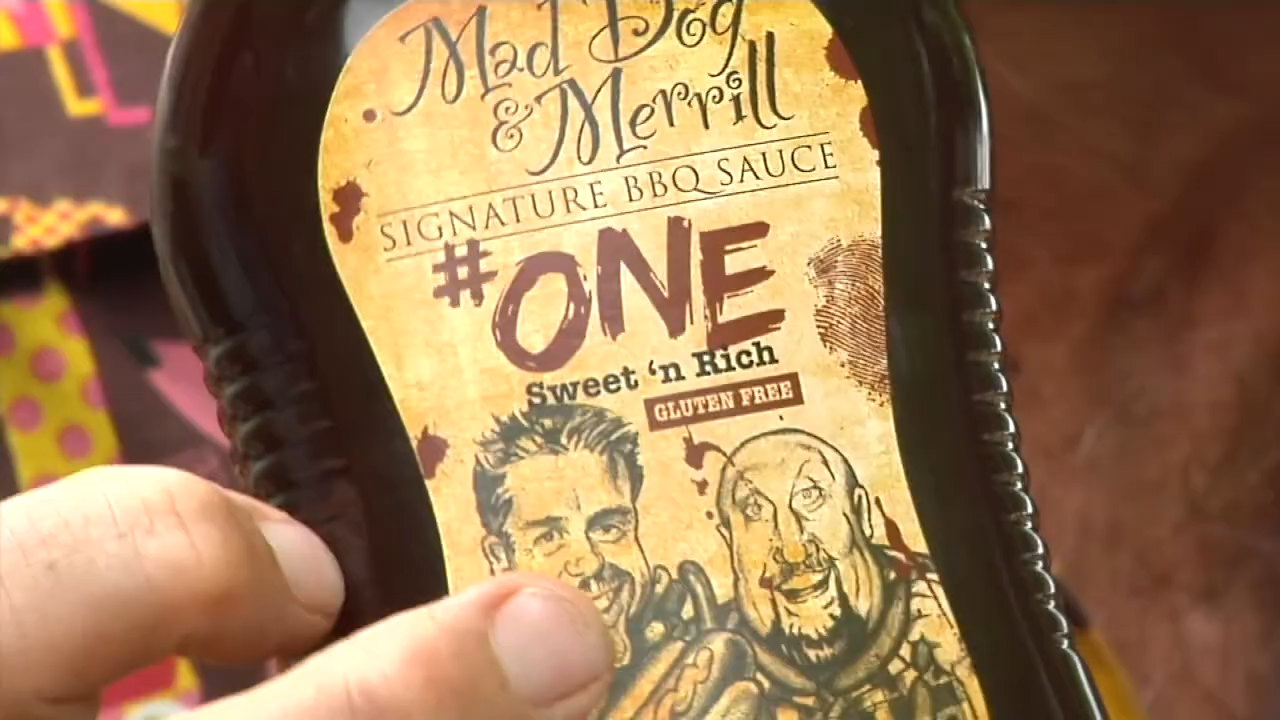 Mad Dog
& Merrill
SIGNATURE BBQ SAUCE
#ONE
Sweet ‘n Rich
GLUTEN FREE